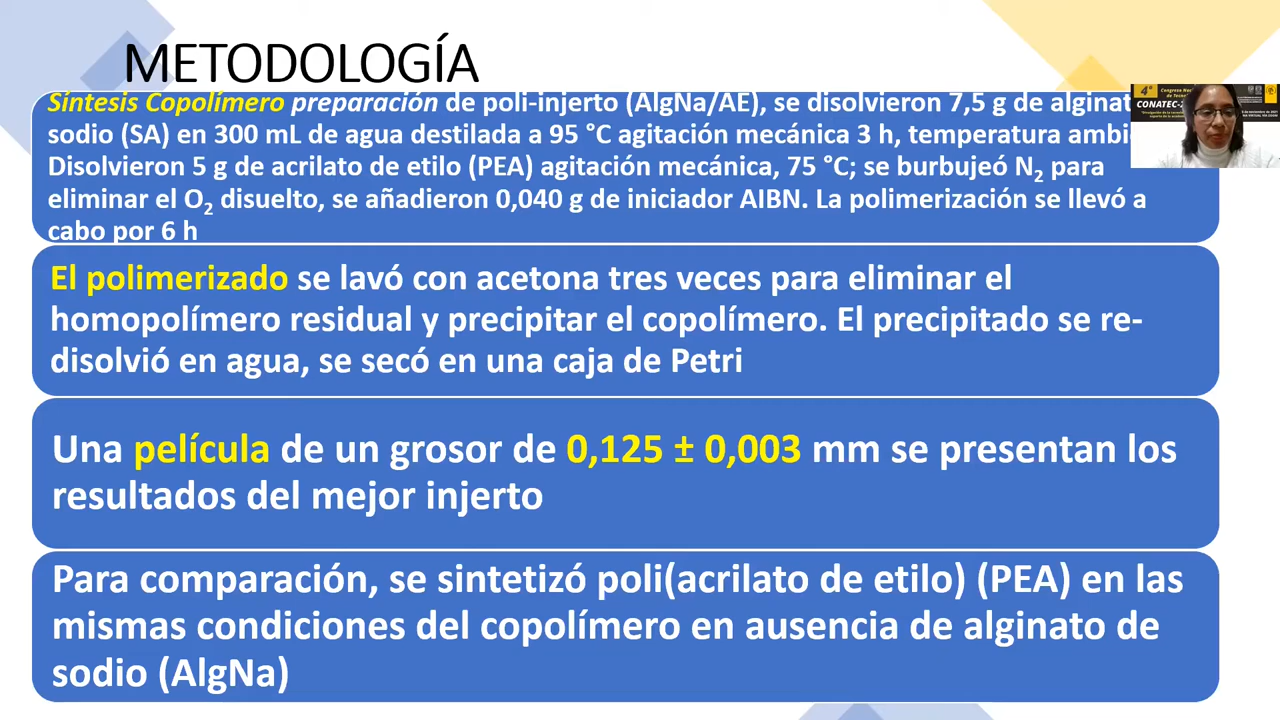 METODOLOGÍA
Síntesis Copolímero preparación de poli-injerto (AlgNa/AE), se disolvieron 7,5 g de alginat
sodio (SA) en 300 mL de agua destilada a 95 °C agitación mecánica 3 h, temperatura ambi
Disolvieron 5 g de acrilato de etilo (PEA) agitación mecánica, 75 °C; se burbujeó N2 para
eliminar el O2 disuelto, se añadieron 0,040 g de iniciador AIBN. La polimerización se llevó a
cabo por 6 h
El polimerizado se lavó con acetona tres veces para eliminar el
homopolímero residual y precipitar el copolímero. El precipitado se re-
disolvió en agua, se secó en una caja de Petri
Una película de un grosor de 0,125 ± 0,003 mm se presentan los
resultados del mejor injerto
Para comparación, se sintetizó poli(acrilato de etilo) (PEA) en las
mismas condiciones del copolímero en ausencia de alginato de
sodio (AlgNa)
4°
Congreso
de Tecno
CONATEC-2